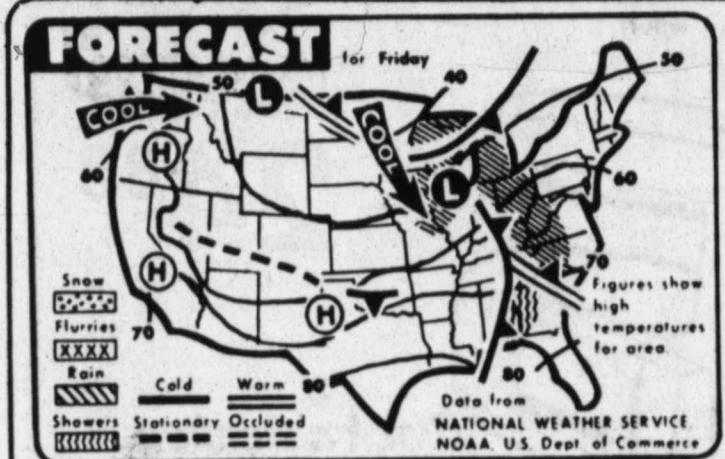 FORECAST for Friday
50
40
50
COOL
L
COOL
60
H
L
60
H
70
H
70
80
80
Figures show
high
temperatures
for area.
Snow
Flurries
Rain
Showers
Cold Warm
Stationary Occluded
Data from
NATIONAL WEATHER SERVICE,
NOAA, U.S. Dept. of Commerce